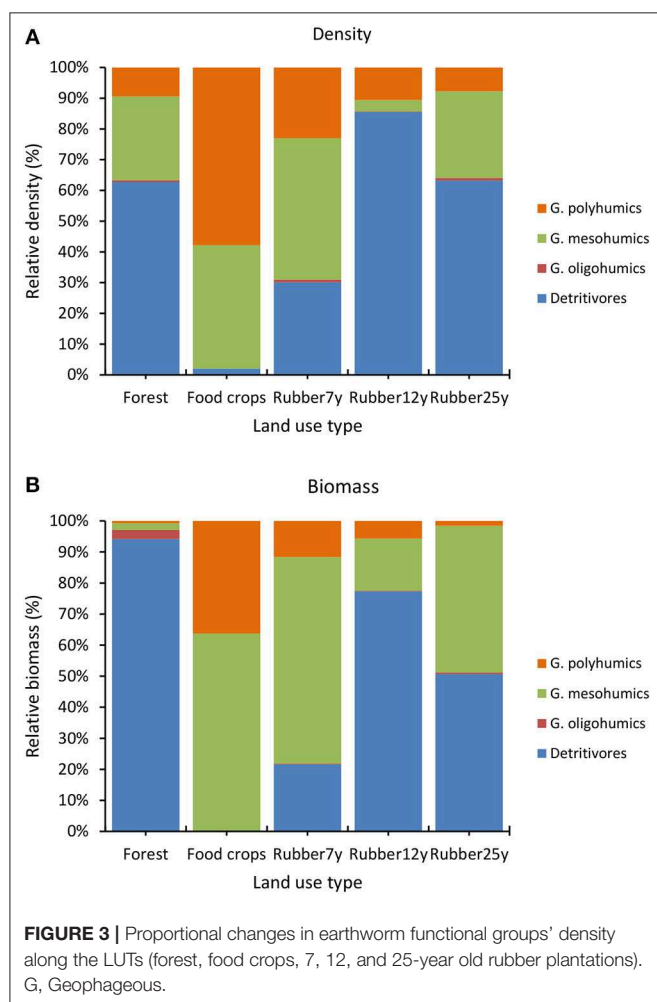 A
Density
100%
90%
80%
70%
60%
50%
40%
30%
20%
10%
0%
Relative density (%)
Forest Food crops Rubber7y Rubber12y Rubber25y
Land use type
G. polyhumics
G. mesohumics
G. oligohumics
Detritivores
B
Biomass
100%
90%
80%
70%
60%
50%
40%
30%
20%
10%
0%
Relative biomass (%)
Forest Food crops Rubber7y Rubber12y Rubber25y
Land use type
G. polyhumics
G. mesohumics
G. oligohumics
Detritivores
FIGURE 3 | Proportional changes in earthworm functional groups' density
along the LUTs (forest, food crops, 7, 12, and 25-year old rubber plantations).
G, Geophageous.